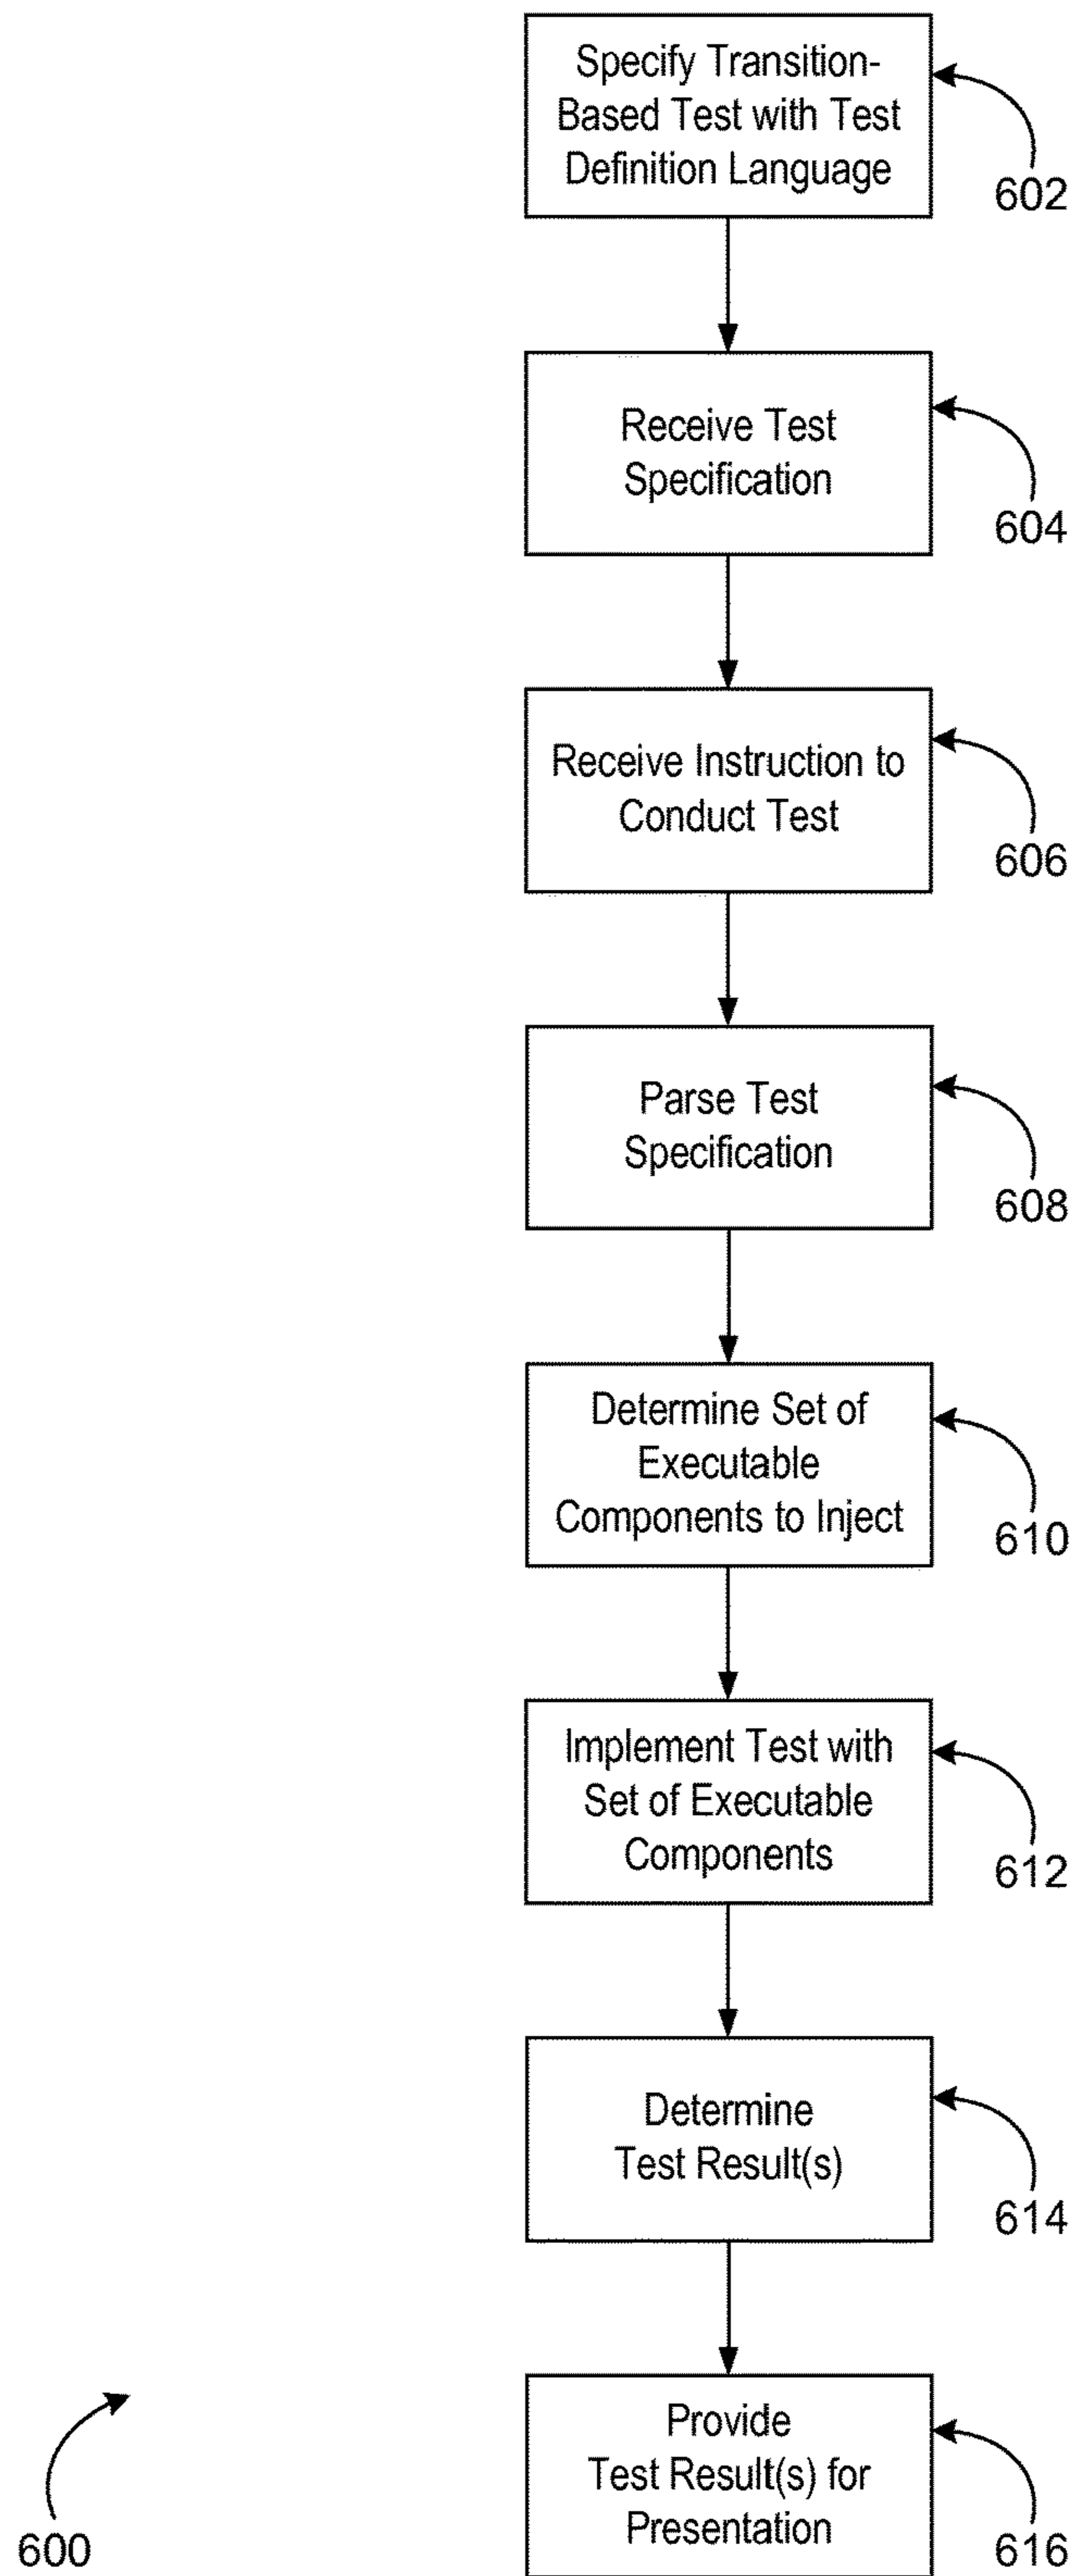 Specify Transition-
Based Test with Test
Definition Language
602
Receive Test
Specification
604
Receive Instruction to
Conduct Test
606
Parse Test
Specification
608
Determine Set of
Executable
Components to Inject
610
Implement Test with
Set of Executable
Components
612
Determine
Test Result(s)
614
Provide
Test Result(s) for
Presentation
616
600